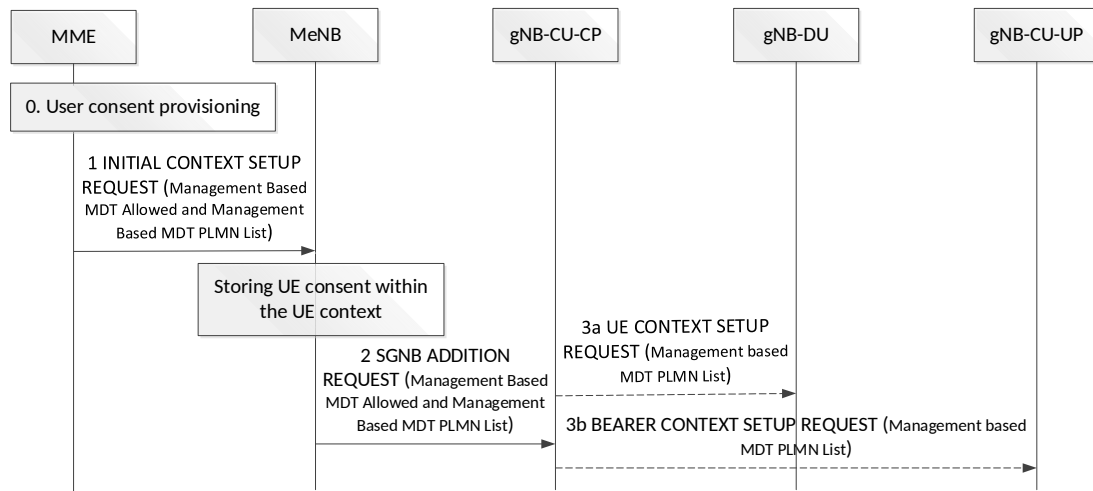 MME
MeNB
gNB-CU-CP
gNB-DU
gNB-CU-UP
0. User consent provisioning
1 INITIAL CONTEXT SETUP
REQUEST (Management Based
MDT Allowed and Management
Based MDT PLMN List)
Storing UE consent within
the UE context
2 SGNB ADDITION
REQUEST (Management Based
MDT Allowed and Management
Based MDT PLMN List)
3a UE CONTEXT SETUP
REQUEST (Management based
MDT PLMN List)
3b BEARER CONTEXT SETUP REQUEST (Management based
MDT PLMN List)